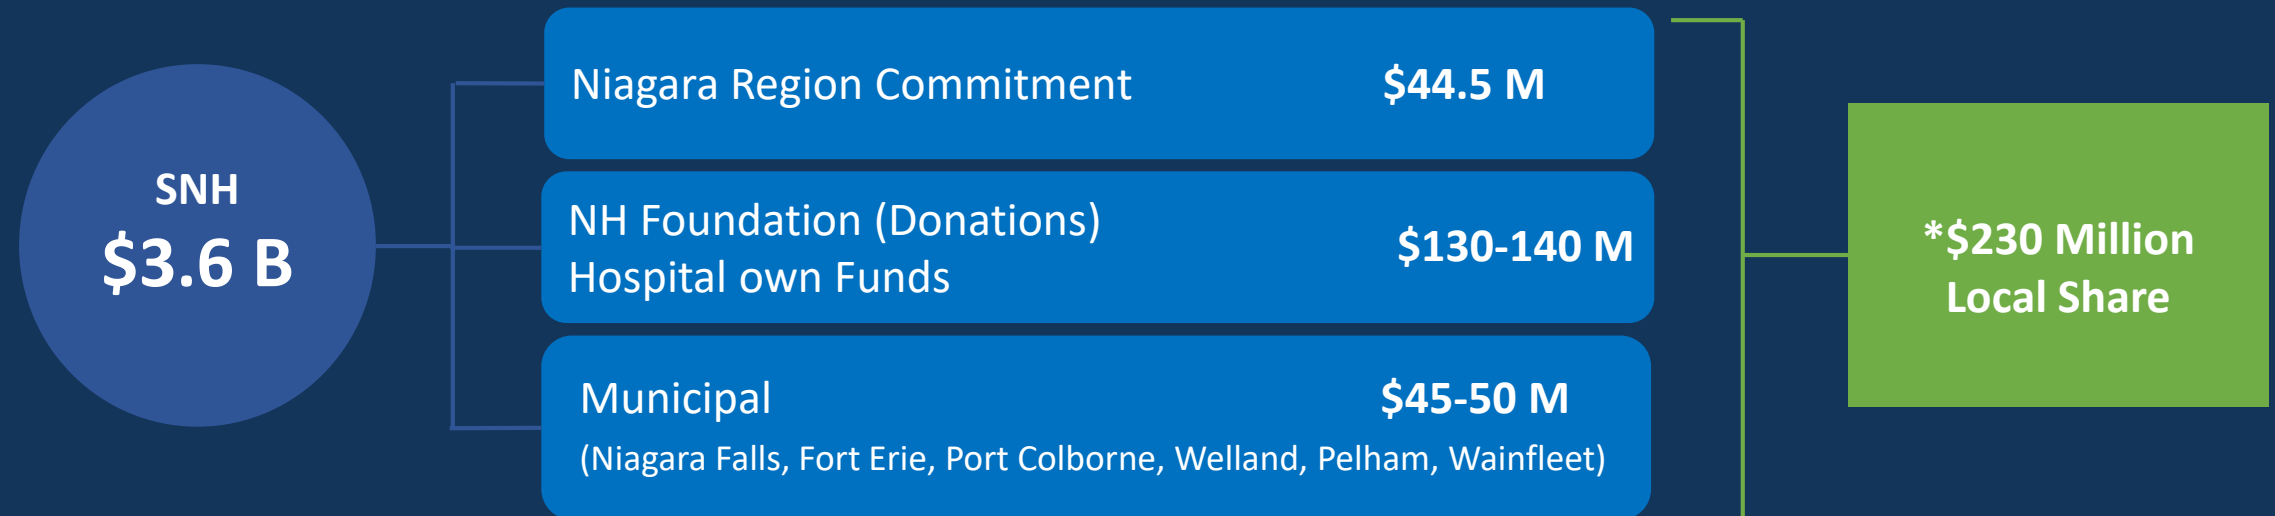 SNH
$3.6 B
Niagara Region Commitment $44.5 M
NH Foundation (Donations)
Hospital own Funds
$130-140 M
Municipal $45-50 M
(Niagara Falls, Fort Erie, Port Colborne, Welland, Pelham, Wainfleet)
*$230 Million
Local Share